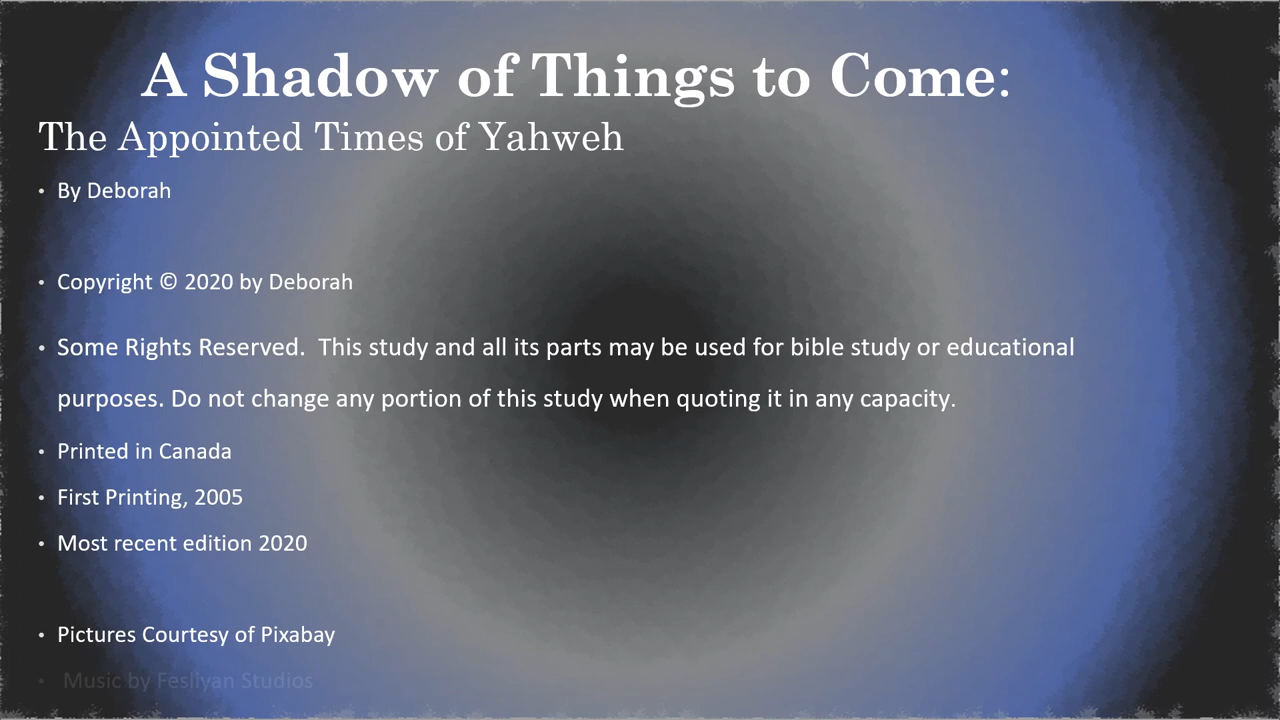 A Shadow of Things to Come:
The Appointed Times of Yahweh
• By Deborah
• Copyright © 2020 by Deborah
• Some Rights Reserved.  This study and all its parts may be used for bible study or educational
purposes. Do not change any portion of this study when quoting it in any capacity.
• Printed in Canada
• First Printing, 2005
• Most recent edition 2020
• Pictures Courtesy of Pixabay
• Music by Fesliyan Studios